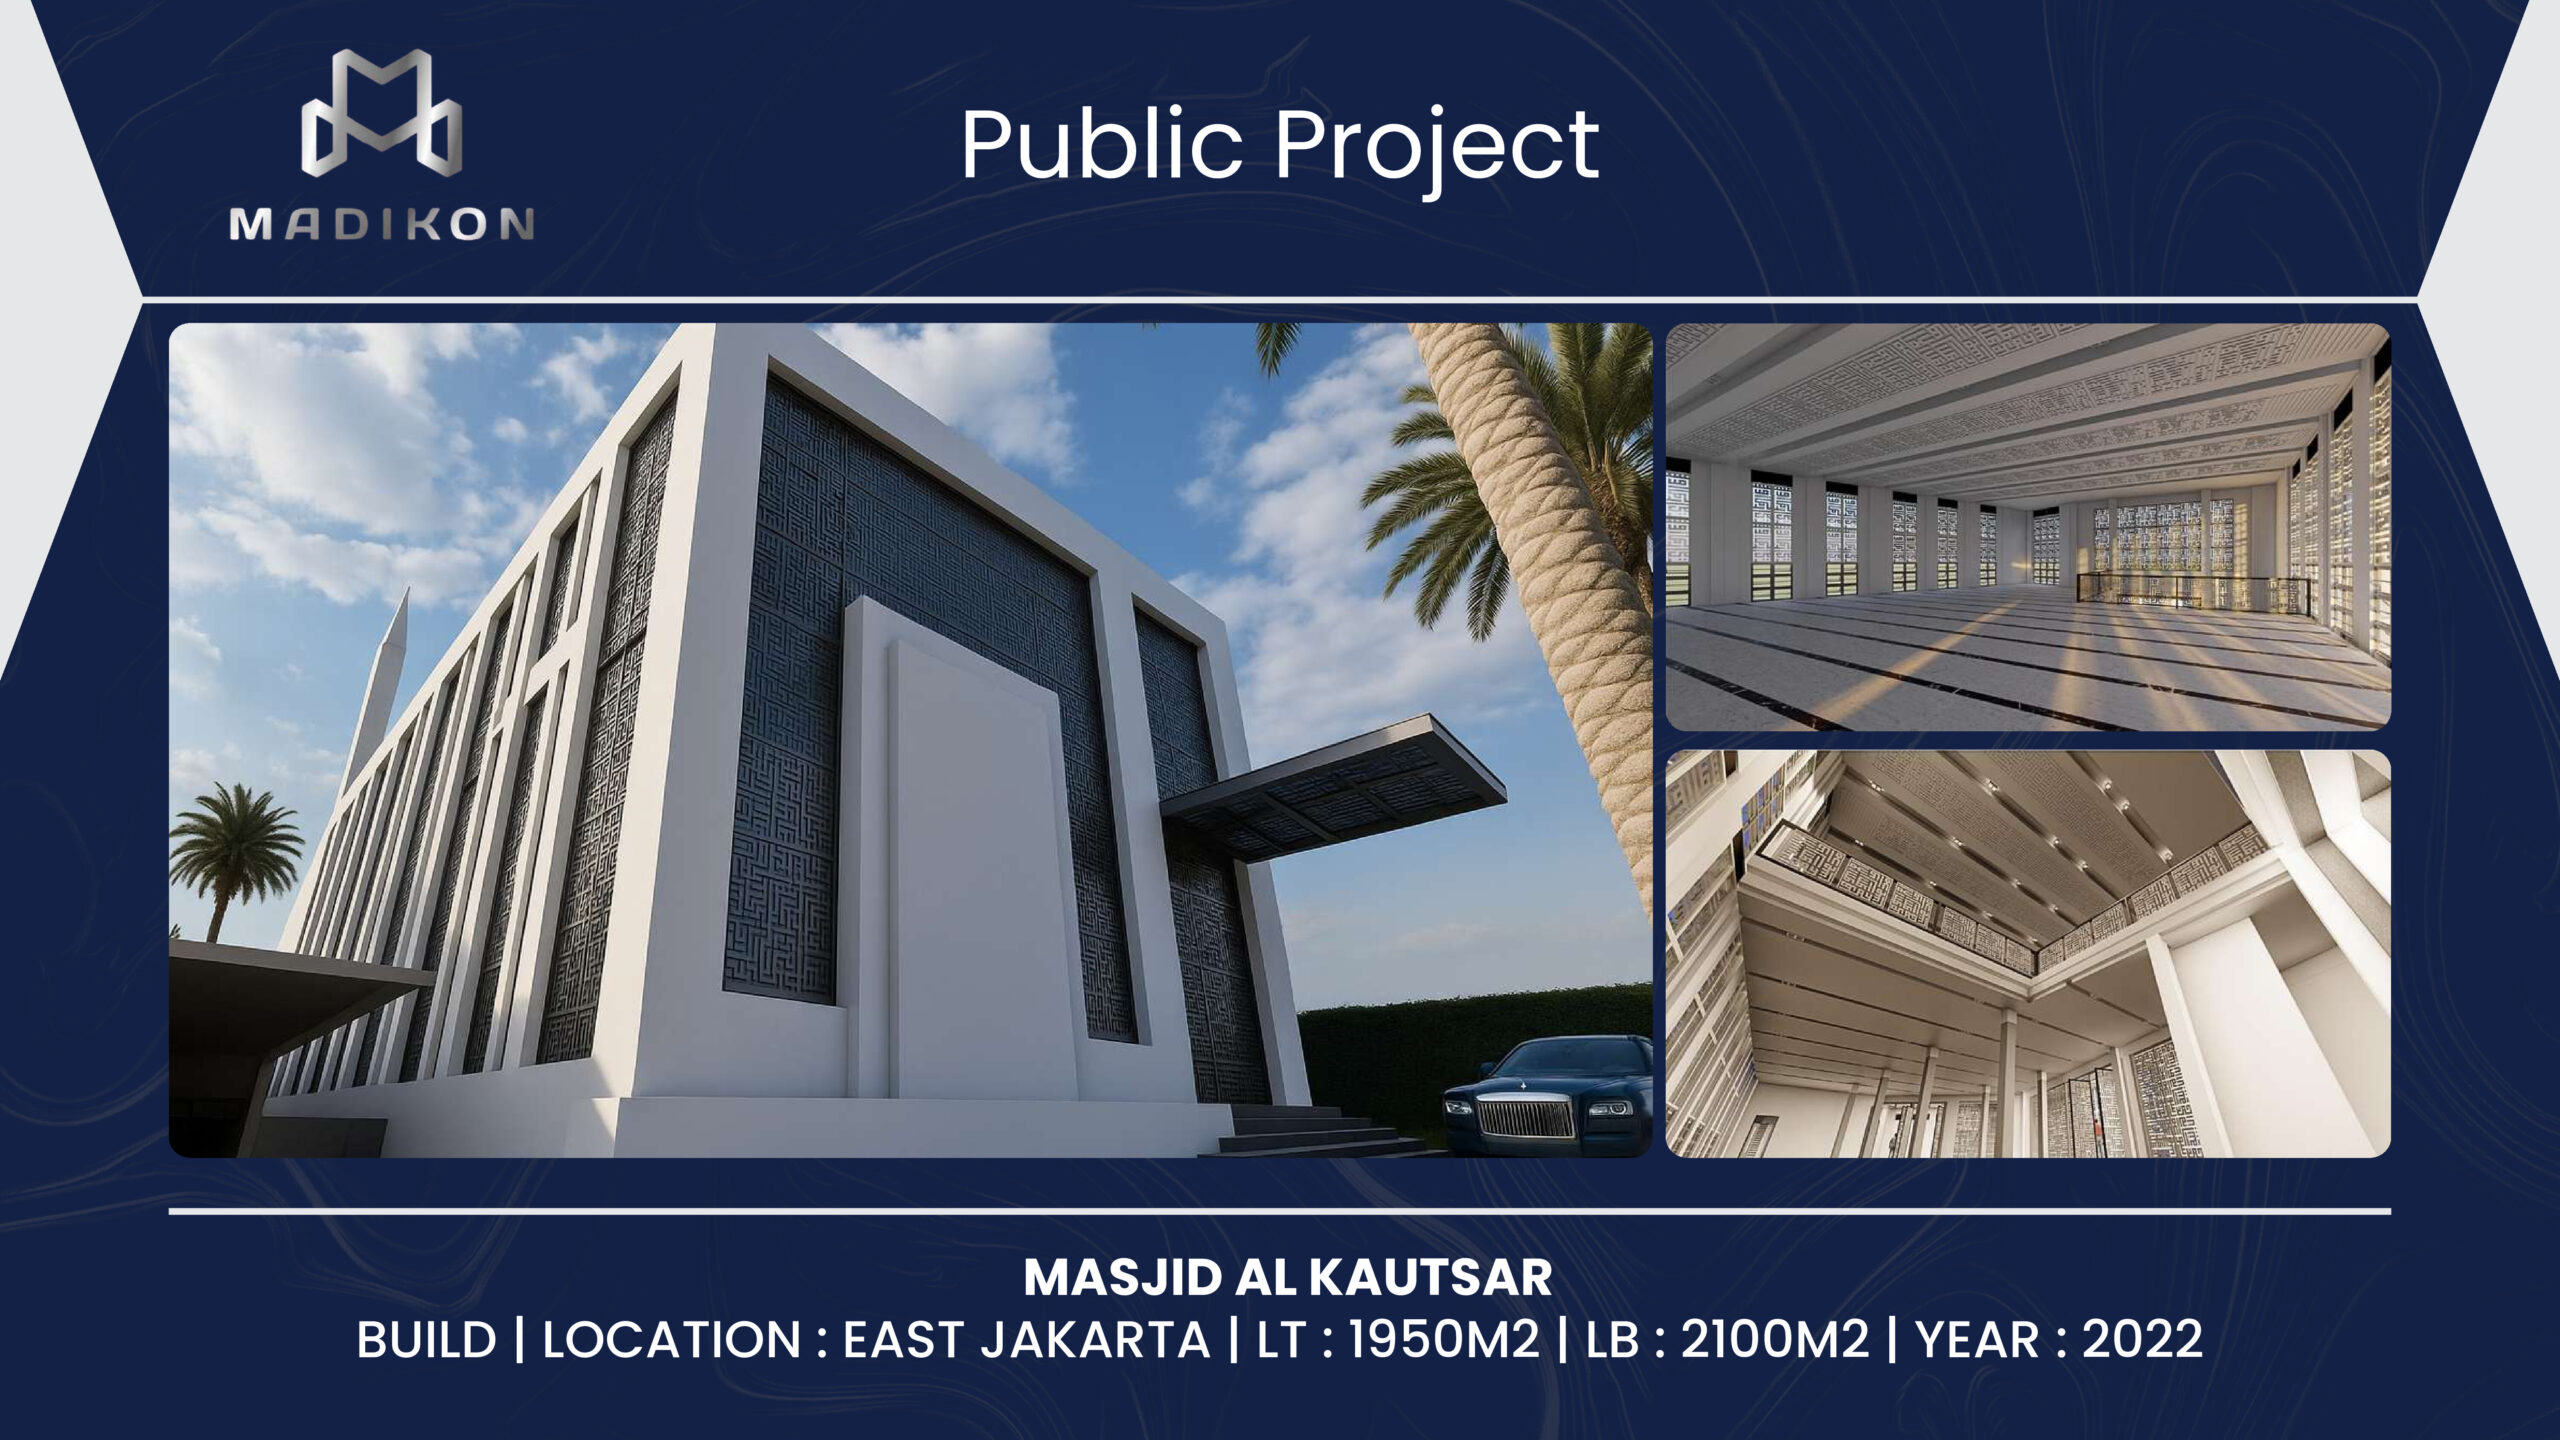 MADIKON
Public Project
MASJID AL KAUTSAR
BUILD | LOCATION : EAST JAKARTA | LT : 1950M2 | LB : 2100M2 | YEAR : 2022